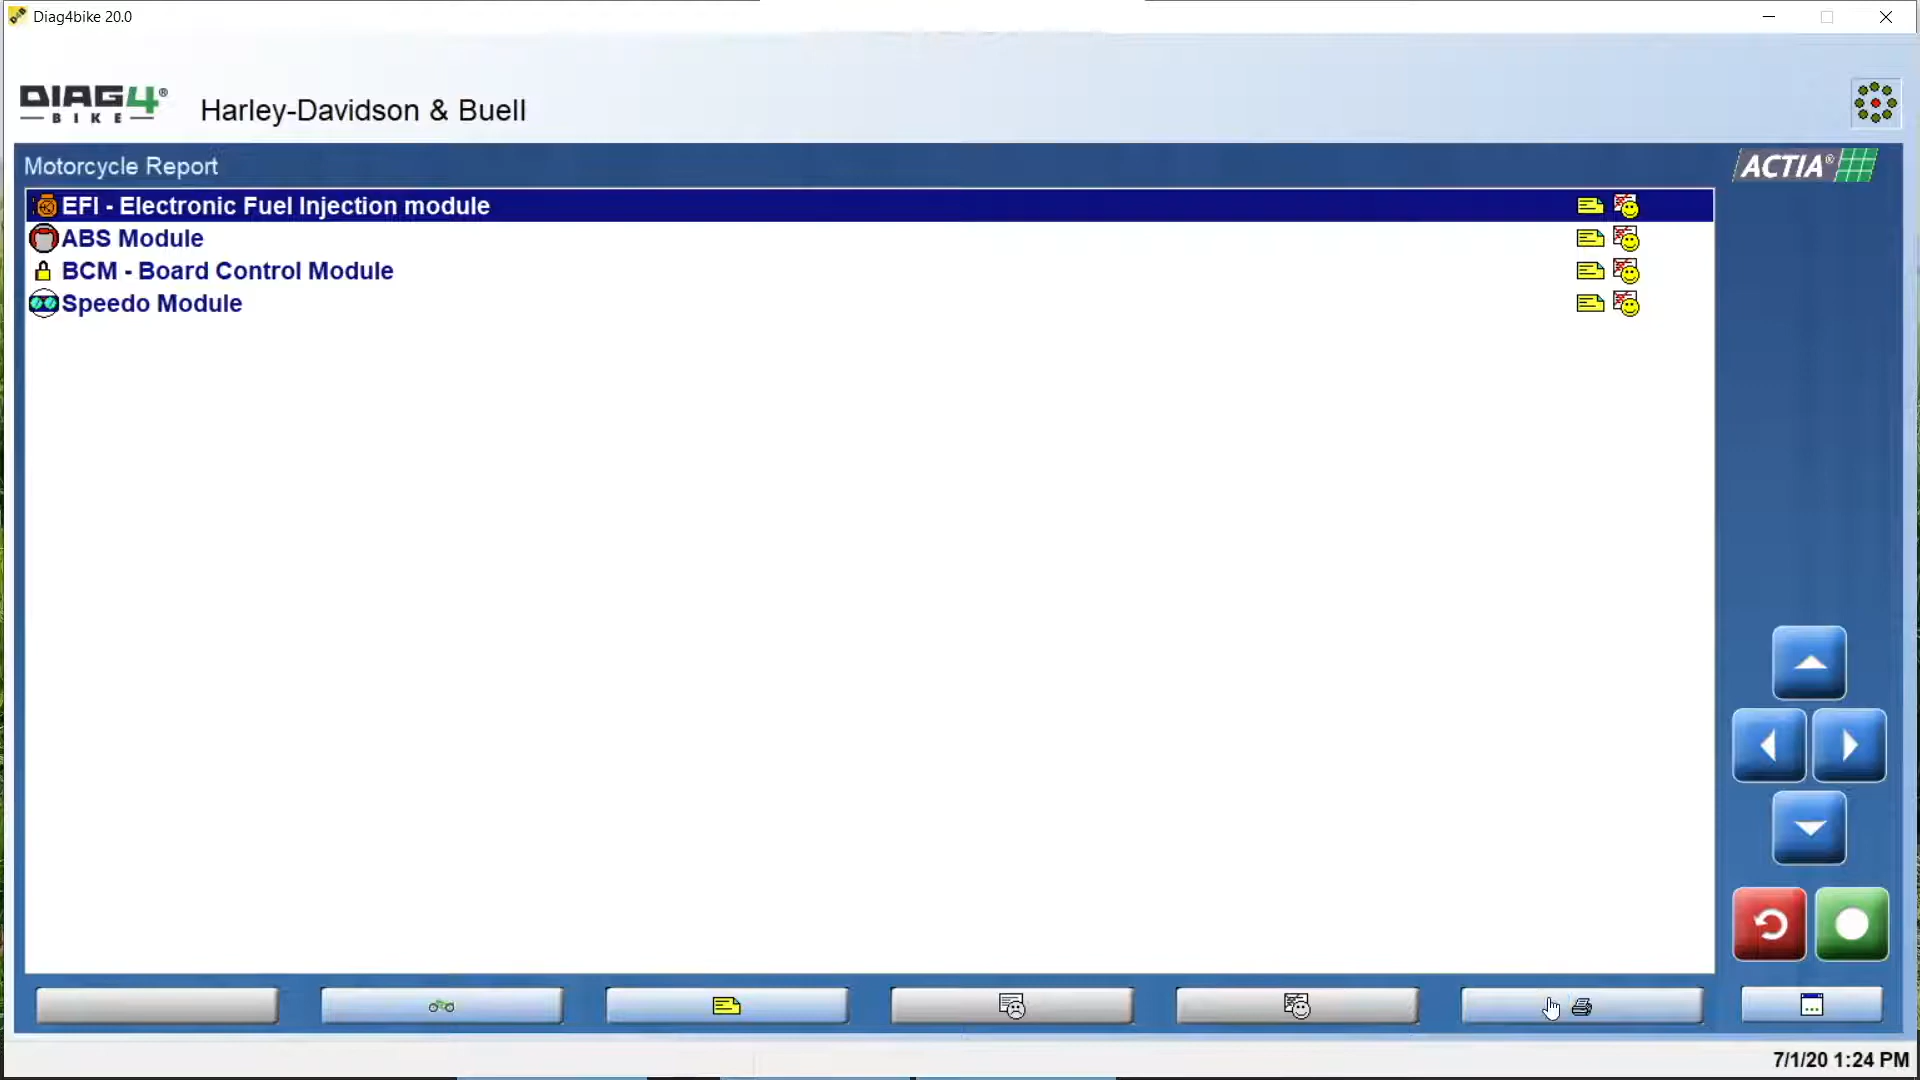 Diag4bike 20.0
DIAG4®
BIKE
Harley-Davidson & Buell
Motorcycle Report
ACTIA®
EFI - Electronic Fuel Injection module
ABS Module
BCM - Board Control Module
Speedo Module
7/1/20 1:24 PM